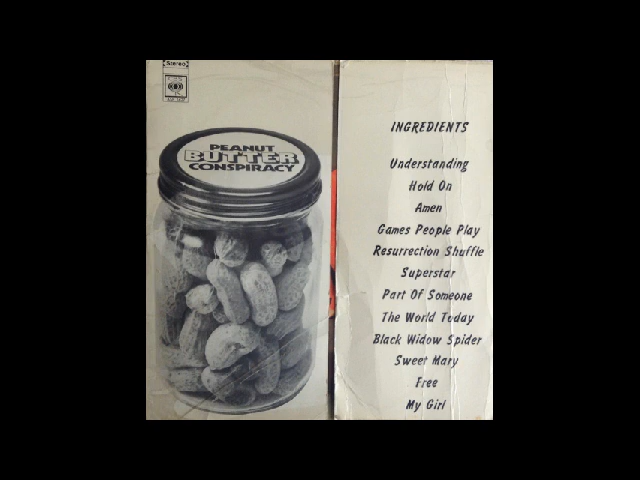 Stereo
CBS
PEANUT
BUTTER
CONSPIRACY
INGREDIENTS
Understanding
Hold On
Amen
Games People Play
Resurrection Shuffle
Superstar
Part Of Someone
The World Today
Black Widow Spider
Sweet Mary
Free
My Girl